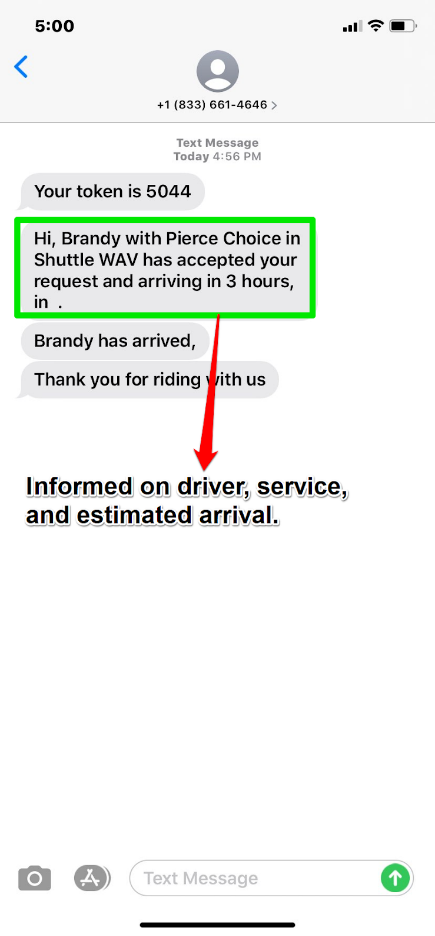 5:00
+1 (833) 661-4646 >
Text Message
Today 4:56 PM
Your token is 5044
Hi, Brandy with Pierce Choice in
Shuttle WAV has accepted your
request and arriving in 3 hours,
in  .
Brandy has arrived,
Thank you for riding with us
Informed on driver, service,
and estimated arrival.
Text Message